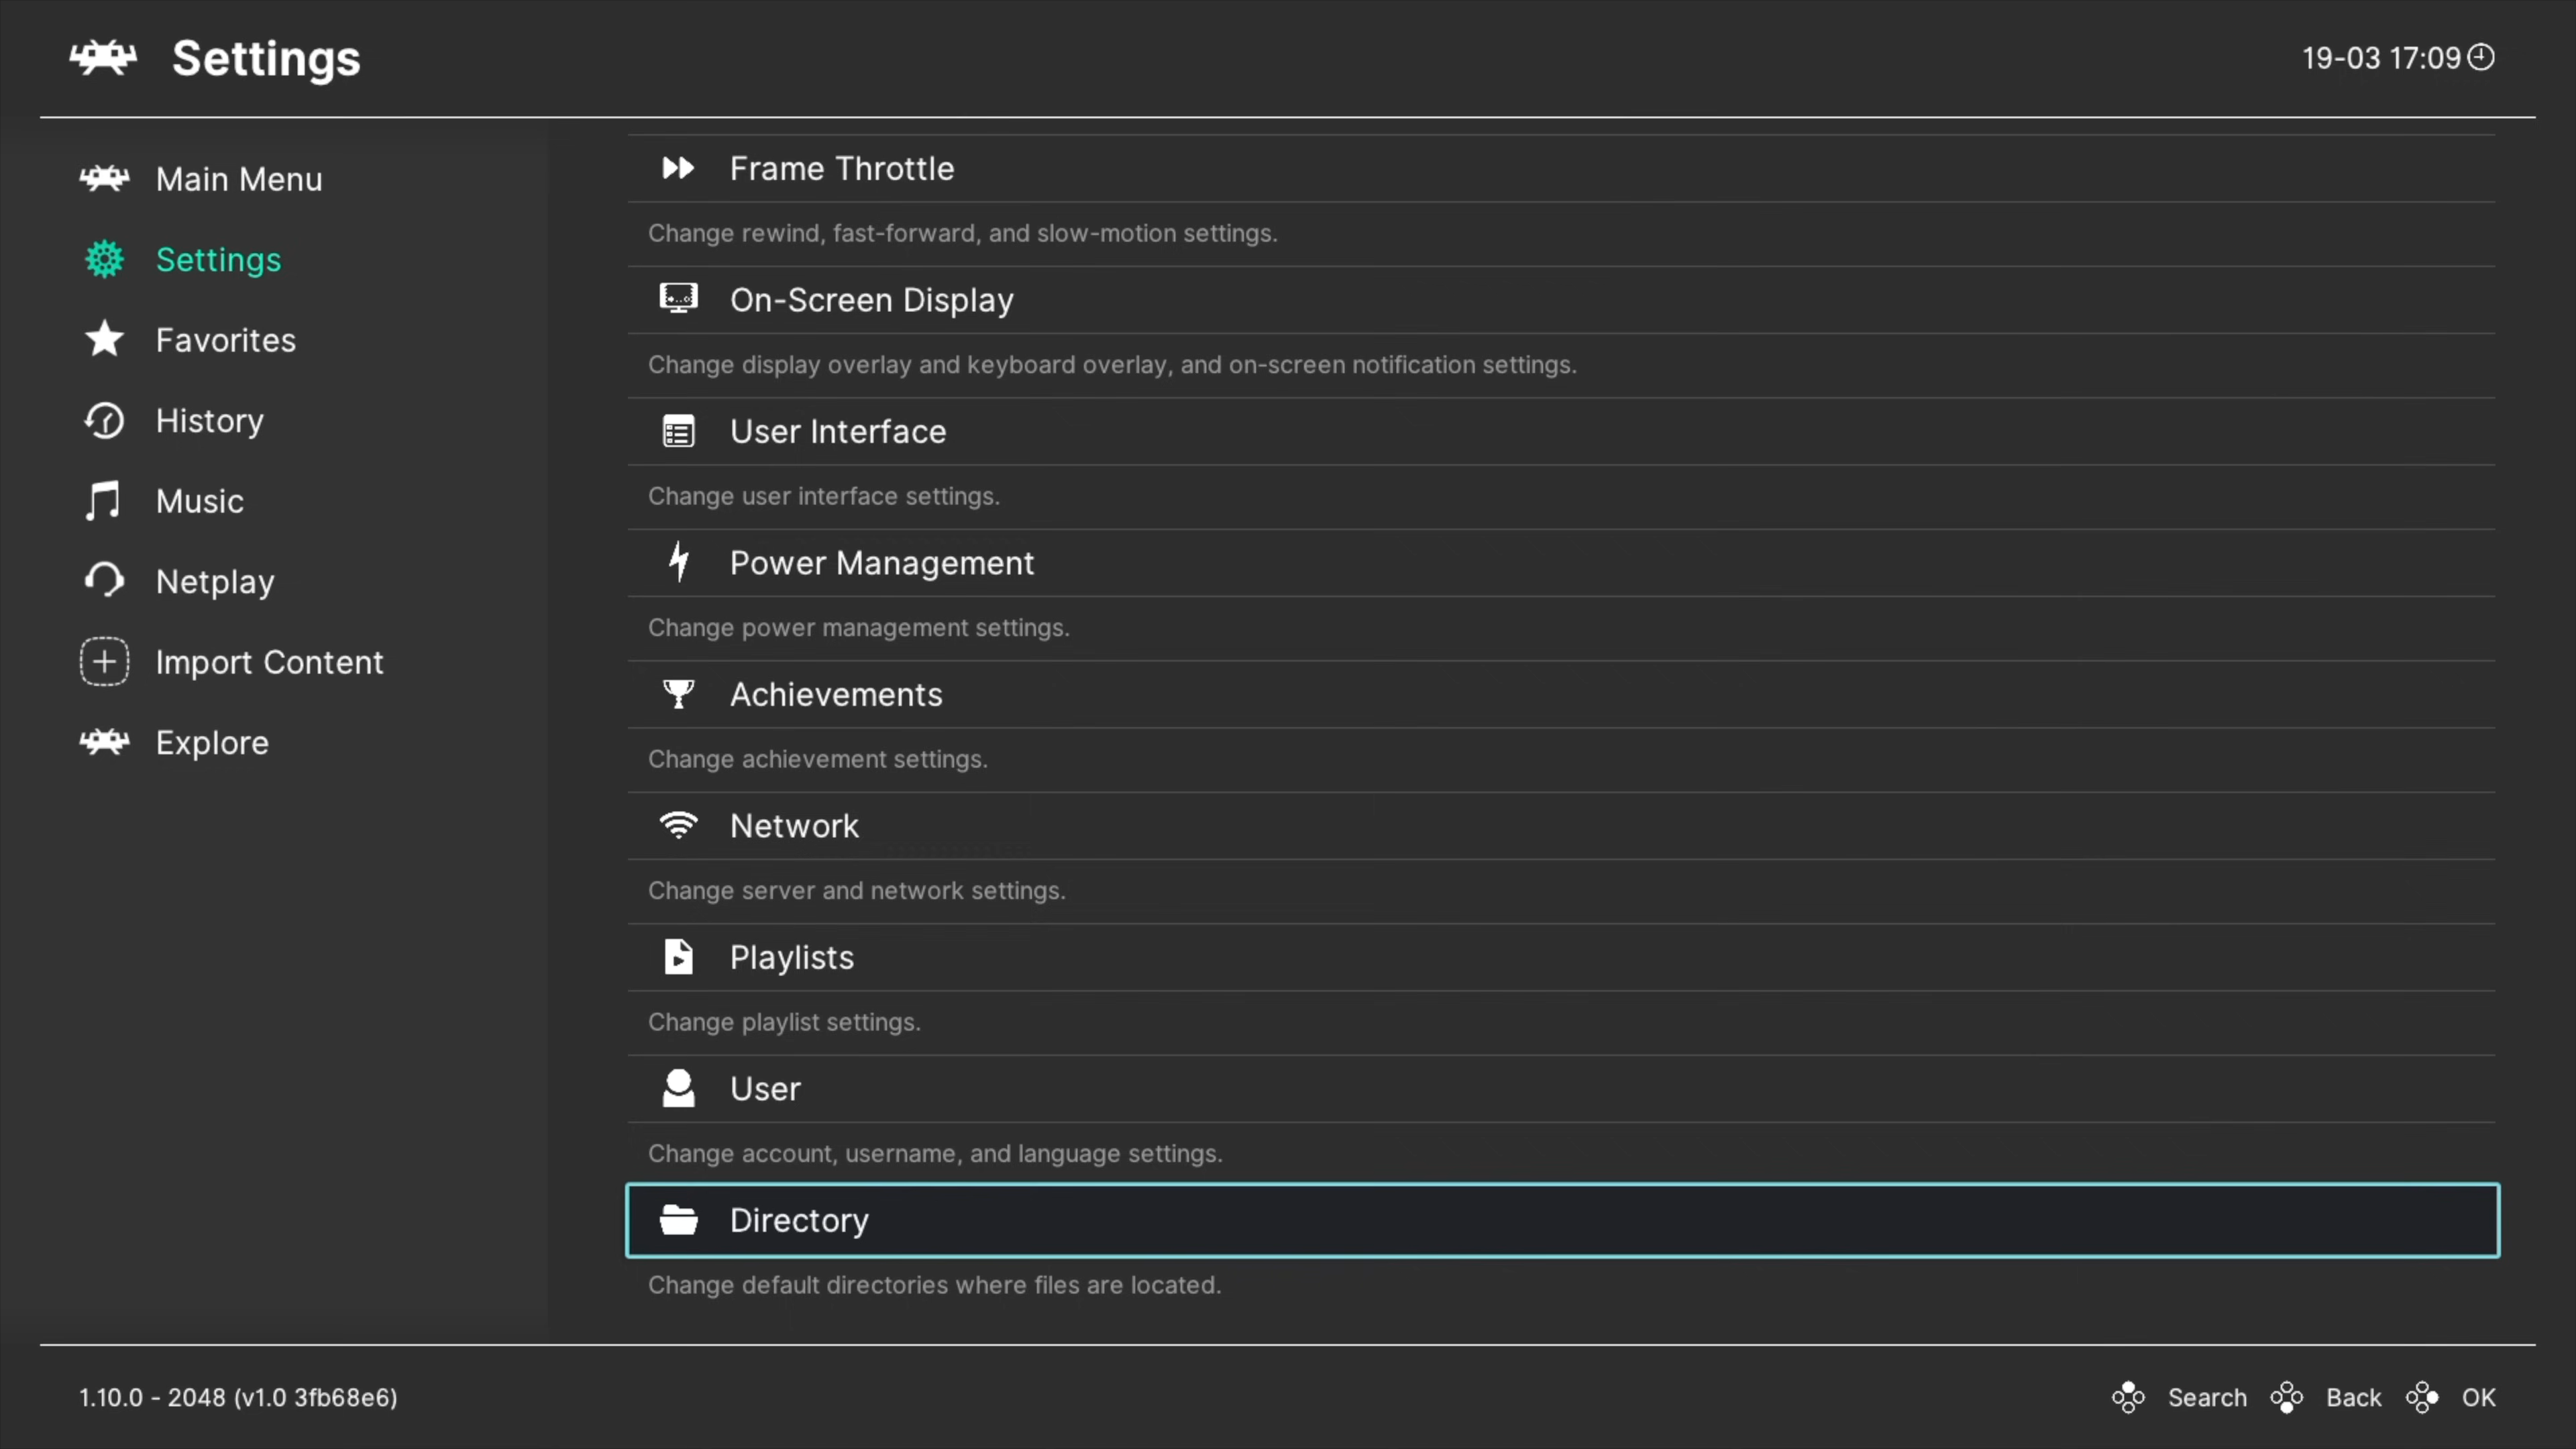 Settings
19-03 17:09
Main Menu
Settings
Favorites
History
Music
Netplay
Import Content
Explore
Frame Throttle
Change rewind, fast-forward, and slow-motion settings.
On-Screen Display
Change display overlay and keyboard overlay, and on-screen notification settings.
User Interface
Change user interface settings.
Power Management
Change power management settings.
Achievements
Change achievement settings.
Network
Change server and network settings.
Playlists
Change playlist settings.
User
Change account, username, and language settings.
Directory
Change default directories where files are located.
1.10.0 - 2048 (v1.0 3fb68e6)
Search Back OK